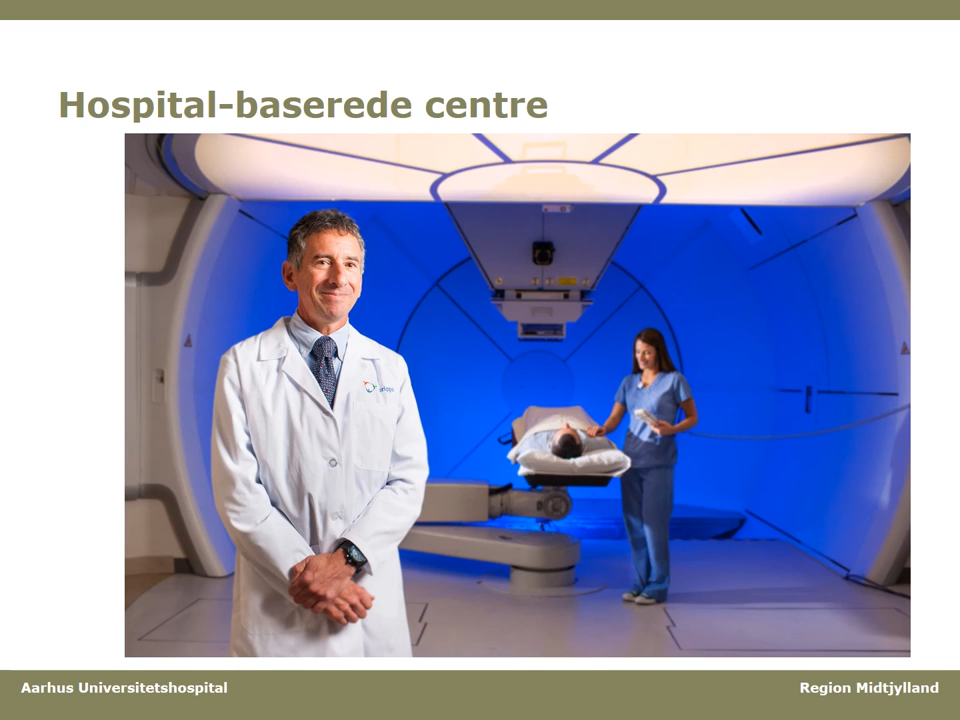 Hospital-baserede centre
Aarhus Universitetshospital
Region Midtjylland